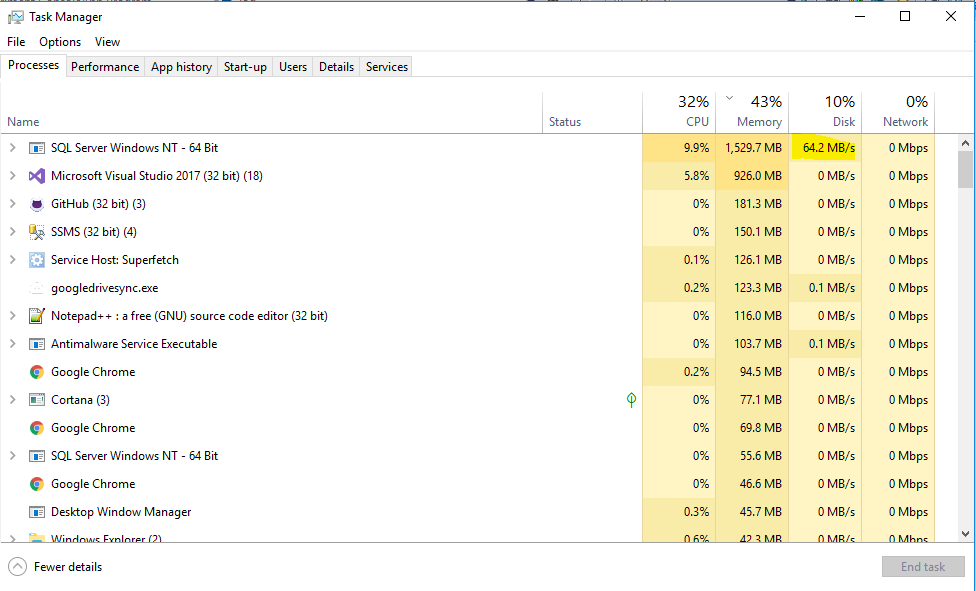 Task Manager
File Options View
Processes Performance App history Start-up Users Details Services
32% 43% 10% 0%
Name Status CPU Memory Disk Network
SQL Server Windows NT - 64 Bit 9.9% 1,529.7 MB 64.2 MB/s 0 Mbps
Microsoft Visual Studio 2017 (32 bit) (18) 5.8% 926.0 MB 0 MB/s 0 Mbps
GitHub (32 bit) (3) 0% 181.3 MB 0 MB/s 0 Mbps
SSMS (32 bit) (4) 0% 150.1 MB 0 MB/s 0 Mbps
Service Host: Superfetch 0.1% 126.1 MB 0 MB/s 0 Mbps
googledrivesync.exe 0.2% 123.3 MB 0.1 MB/s 0 Mbps
Notepad++ : a free (GNU) source code editor (32 bit) 0% 116.0 MB 0 MB/s 0 Mbps
Antimalware Service Executable 0% 103.7 MB 0.1 MB/s 0 Mbps
Google Chrome 0.2% 94.5 MB 0 MB/s 0 Mbps
Cortana (3) 0% 77.1 MB 0 MB/s 0 Mbps
Google Chrome 0% 69.8 MB 0 MB/s 0 Mbps
SQL Server Windows NT - 64 Bit 0% 55.6 MB 0 MB/s 0 Mbps
Google Chrome 0% 46.6 MB 0 MB/s 0 Mbps
Desktop Window Manager 0.3% 45.7 MB 0 MB/s 0 Mbps
Windows Explorer (2) 0.6% 42.3 MB 0 MB/s 0 Mbps
Fewer details End task